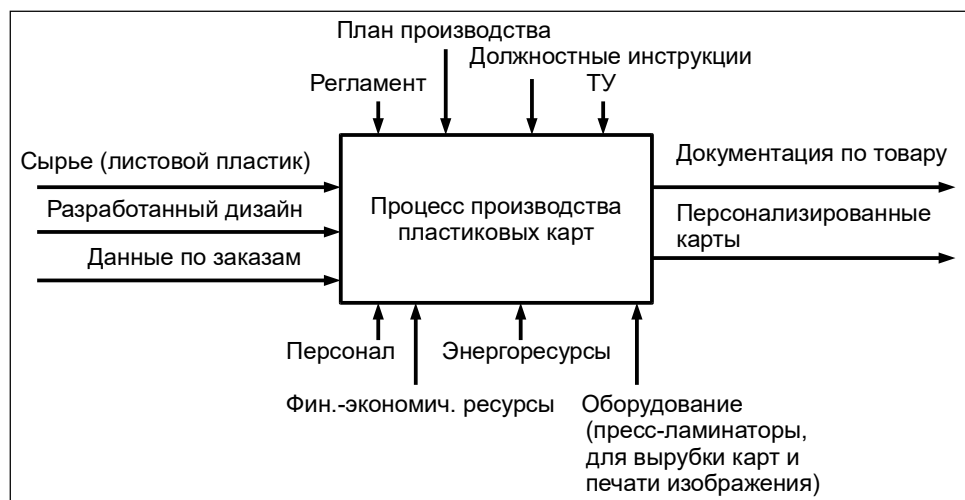 План производства
Должностные инструкции
Регламент
ТУ
Сырье (листовой пластик)
Разработанный дизайн
Данные по заказам
Процесс производства
пластиковых карт
Документация по товару
Персонализированные
карты
Персонал
Энергоресурсы
Фин.-экономич. ресурсы
Оборудование
(пресс-ламинаторы,
для вырубки карт и
печати изображения)